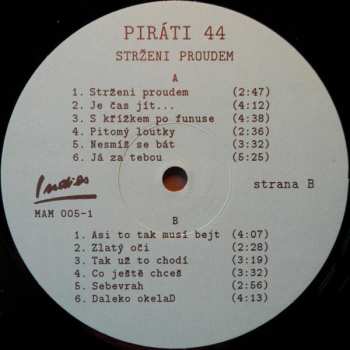 PIRÁTI 44
STRŽENI PROUDEM
A
1. Strženi proudem (2:47)
2. Je čas jít... (4:12)
3. S křížkem po funuse (4:38)
4. Pitomý loutky (2:36)
5. Nesmíš se bát (3:32)
6. Já za tebou (5:25)
Indies
strana B
MAM 005-1
B
1. Asi to tak musí bejt (4:07)
2. Zlatý oči (2:28)
3. Tak už to chodí (3:19)
4. Co ještě chceš (3:32)
5. Sebevrah (2:56)
6. Daleko okelaD (4:13)